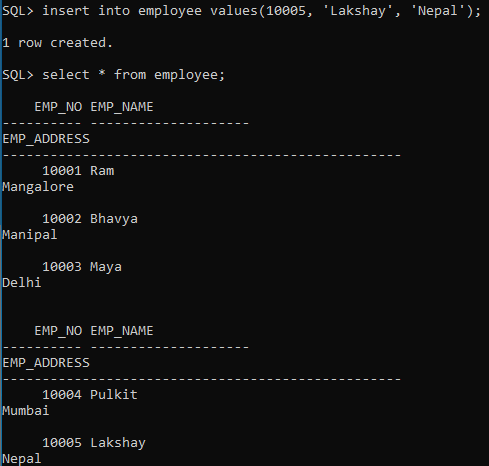 SQL> insert into employee values(10005, 'Lakshay', 'Nepal');
1 row created.
SQL> select * from employee;
    EMP_NO EMP_NAME
---------- --------------------
EMP_ADDRESS
--------------------------------------------------
     10001 Ram
Mangalore
     10002 Bhavya
Manipal
     10003 Maya
Delhi
    EMP_NO EMP_NAME
---------- --------------------
EMP_ADDRESS
--------------------------------------------------
     10004 Pulkit
Mumbai
     10005 Lakshay
Nepal